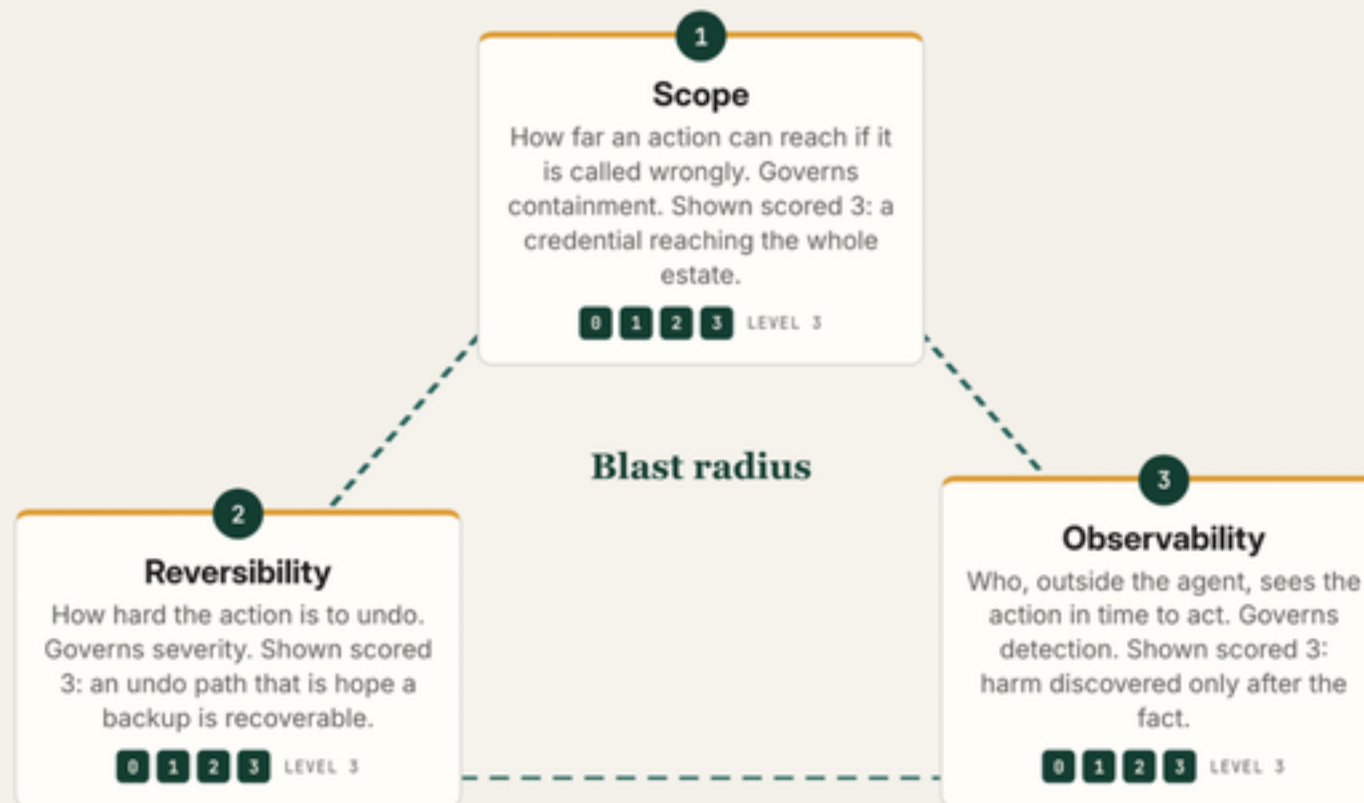 1
Scope
How far an action can reach if it
is called wrongly. Governs
containment. Shown scored 3: a
credential reaching the whole
estate.
0 1 2 3 LEVEL 3
Blast radius
2
Reversibility
How hard the action is to undo.
Governs severity. Shown scored
3: an undo path that is hope a
backup is recoverable.
0 1 2 3 LEVEL 3
3
Observability
Who, outside the agent, sees the
action in time to act. Governs
detection. Shown scored 3:
harm discovered only after the
fact.
0 1 2 3 LEVEL 3